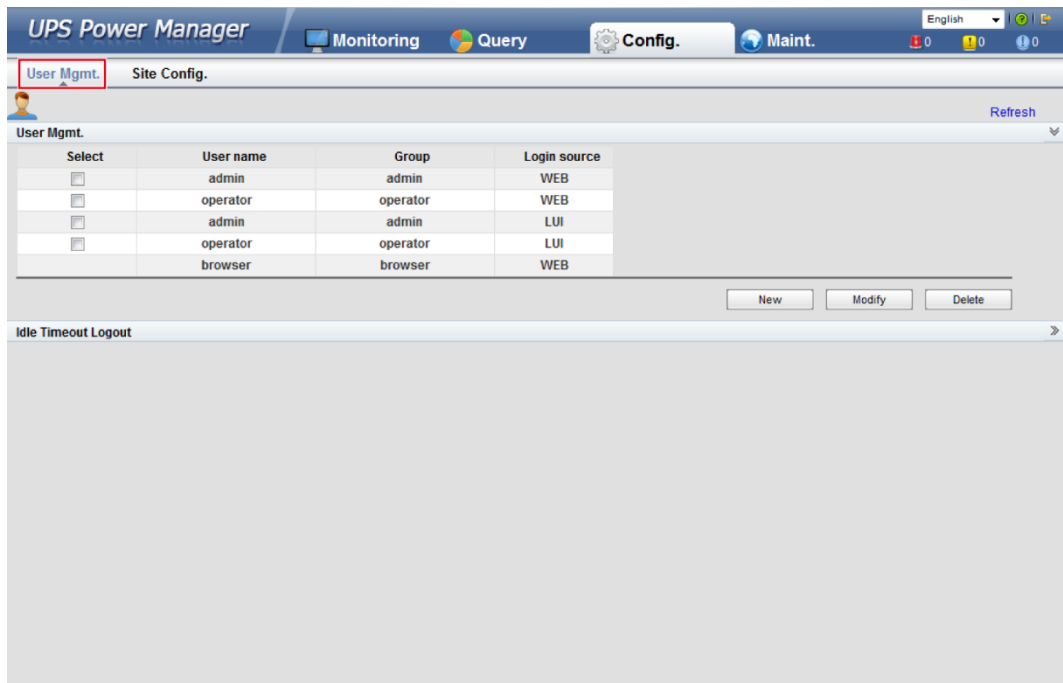 English
UPS Power Manager Monitoring Query Config. Maint. 0 0 0
User Mgmt. Site Config.
Refresh
User Mgmt.
Select User name Group Login source
admin admin WEB
operator operator WEB
admin admin LUI
operator operator LUI
browser browser WEB
New Modify Delete
Idle Timeout Logout